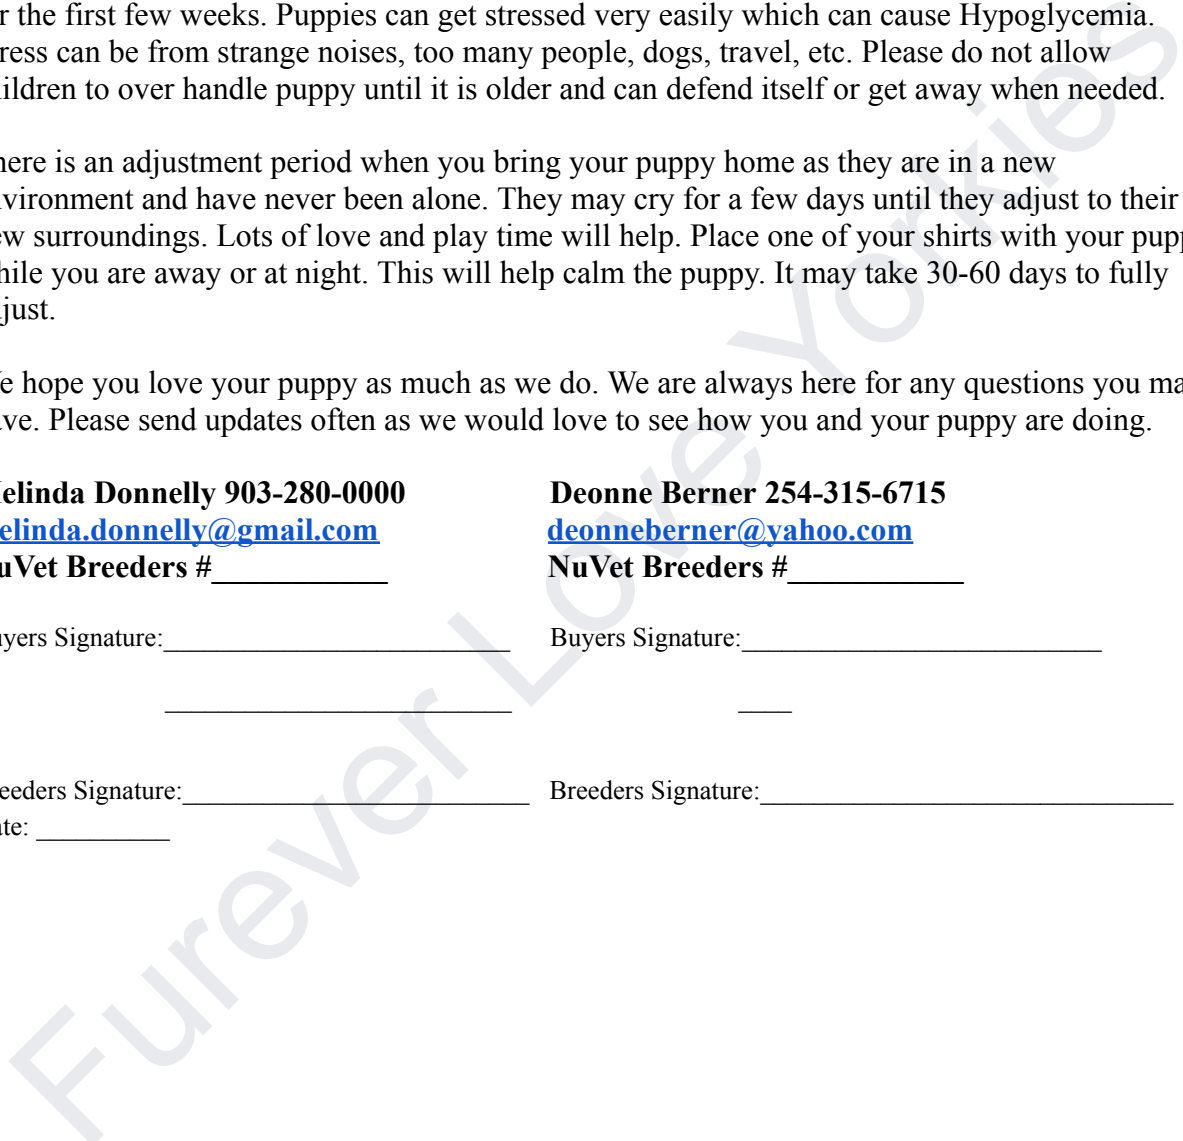 r the first few weeks. Puppies can get stressed very easily which can cause Hypoglycemia.
ress can be from strange noises, too many people, dogs, travel, etc. Please do not allow
ildren to over handle puppy until it is older and can defend itself or get away when needed.
here is an adjustment period when you bring your puppy home as they are in a new
vironment and have never been alone. They may cry for a few days until they adjust to their
ew surroundings. Lots of love and play time will help. Place one of your shirts with your pupp
hile you are away or at night. This will help calm the puppy. It may take 30-60 days to fully
just.
e hope you love your puppy as much as we do. We are always here for any questions you ma
ave. Please send updates often as we would love to see how you and your puppy are doing.
elinda Donnelly 903-280-0000 Deonne Berner 254-315-6715
elinda.donnelly@gmail.com deonneberner@yahoo.com
uVet Breeders #___________ NuVet Breeders #___________
yers Signature:__________________________ Buyers Signature:___________________________
__________________________ ____
eeders Signature:__________________________ Breeders Signature:_______________________________
te: __________
Furever Love Yorkies